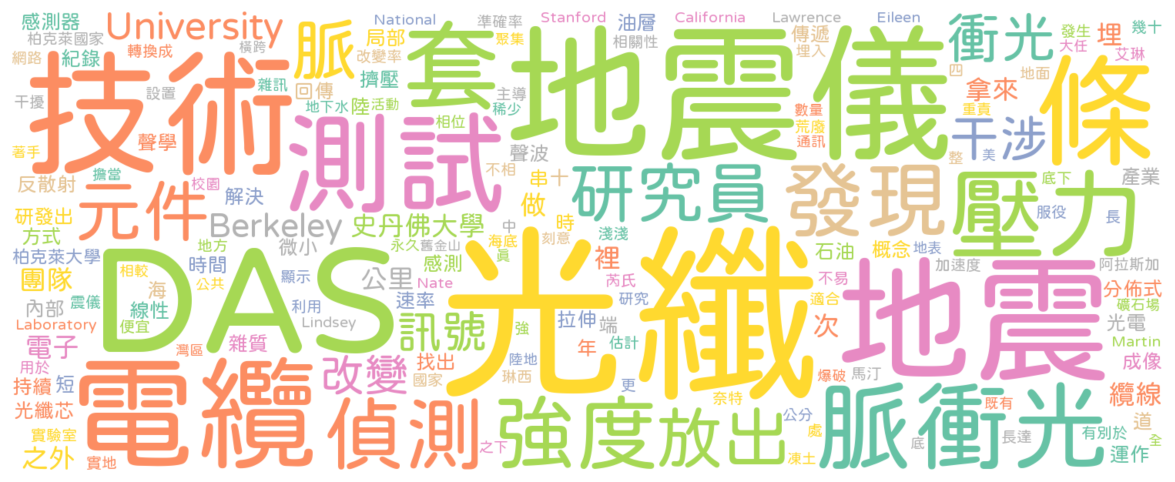 感測器
University
脈
局部
National
準確率
Stanford
油層
California
Lawrence
Eileen
衝光
發生
幾十
柏克萊國家
轉換成
橫跨
改變率
聚集
套
相關性
傳遞
埋入
大任
埋
艾琳
網路
紀錄
技術
雜訊
擠壓
回傳
地震儀
四
地面
條
干擾
設置
地下水
陸
活動
主導
稀少
數量
重責
拿來
著手
聲學
測試
相位
聲波
荒廢
通訊
干涉
整
美
反散射
擔當
校園
不相
串
十
研究員
發現
底下
產業
元件
解決
Berkeley
史丹佛大學
做
壓力
服役
長
研發出
方式
中
時
刻意
淺淺
柏克萊大學
地方
微小
永久
舊金山
海底
真
裡
石油
概念
地表
團隊
相較
時間
顯示
公里
感測
光纖
芮氏
不易
加速度
阿拉斯加
內部
震儀
海
線性
公共
DAS
利用
Nate
速率
研究
適合
地震
分佈式
礦石場
Laboratory
便宜
Lindsey
訊號
強
拉伸
端
次
光電
電子
灣區
雜質
年
估計
Martin
用於
電纜
改變
找出
陸地
爆破
馬汀
成像
持續
短
國家
琳西
更
奈特
纜線
光纖芯
偵測
強度
放出
公分
脈衝光
既有
道
實驗室
之外
實地
之下
凍土
處
底
長達
有別於
運作
全